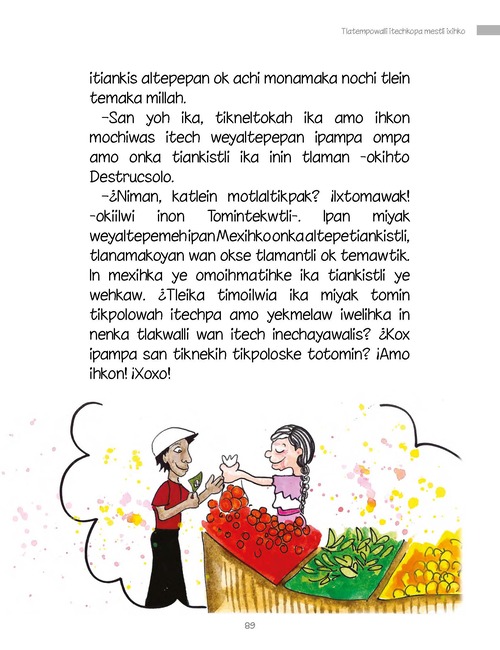 Tlatempowalli itechkopa mestli ixihko
itiankis altepepan ok achi monamaka nochi tlein
temaka millah.
–San yoh ika, tikneltokah ika amo ihkon
mochiwas itech weyaltepepan ipampa ompa
amo onka tiankistli ika inin tlaman -okihto
Destrucsolo.
–¿Niman, katlein motlaltikpak? ¡Ixtomawak!
-okiilwi inon Tomintekwtli-. Ipan miyak
weyaltepemeh ipan Mexihko onka altepetiankistli,
tlanamakoyan wan okse tlamantli ok temawtik.
In mexihka ye omoihmatihke ika tiankistli ye
wehkaw. ¿Tleika timoilwia ika miyak tomin
tikpolowah itechpa amo yekmelaw iwelihka in
nenka tlakwalli wan itech inechayawalis? ¿Kox
ipampa san tiknekih tikpoloske totomin? ¡Amo
ihkon! ¡Xoxo!
89